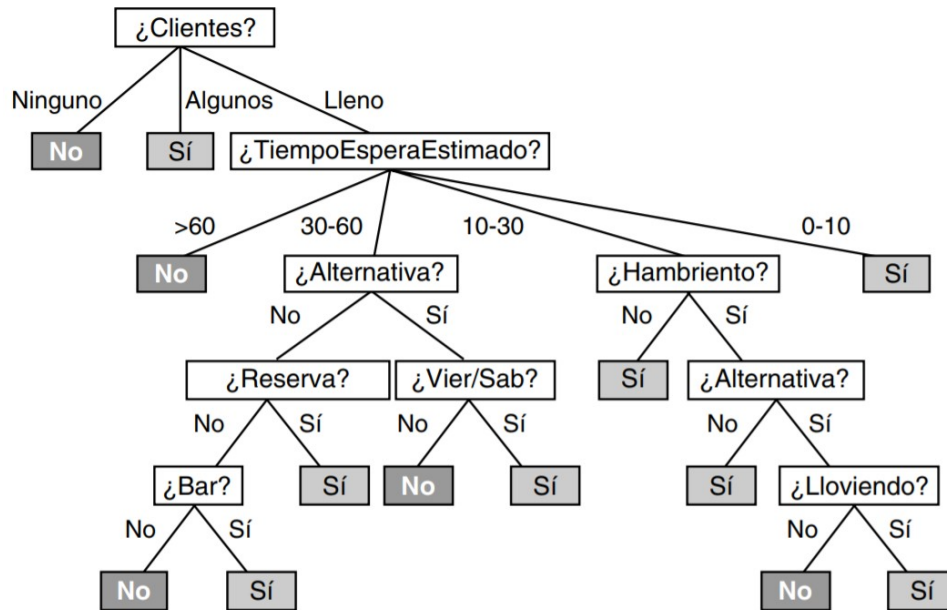 ¿Clientes?
Ninguno Algunos Lleno
No Sí ¿TiempoEsperaEstimado?
>60 30-60 10-30 0-10
No ¿Alternativa? ¿Hambriento? Sí
No Sí No Sí
¿Reserva? ¿Vier/Sab? Sí ¿Alternativa?
No Sí No Sí No Sí
¿Bar? Sí No Sí Sí ¿Lloviendo?
No Sí No Sí
No Sí No Sí